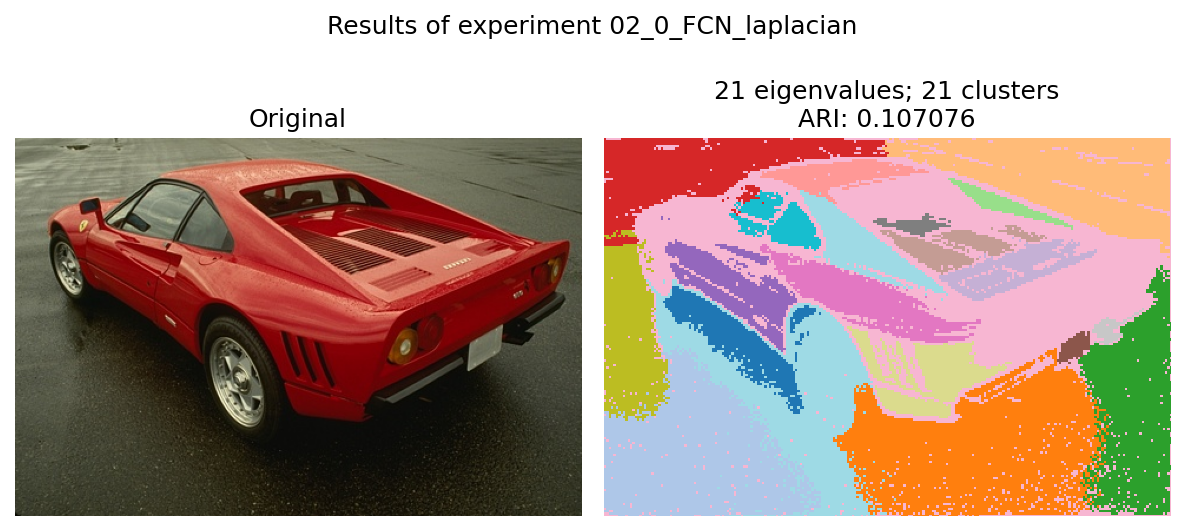 Results of experiment 02_0_FCN_laplacian
Original
21 eigenvalues; 21 clusters
ARI: 0.107076